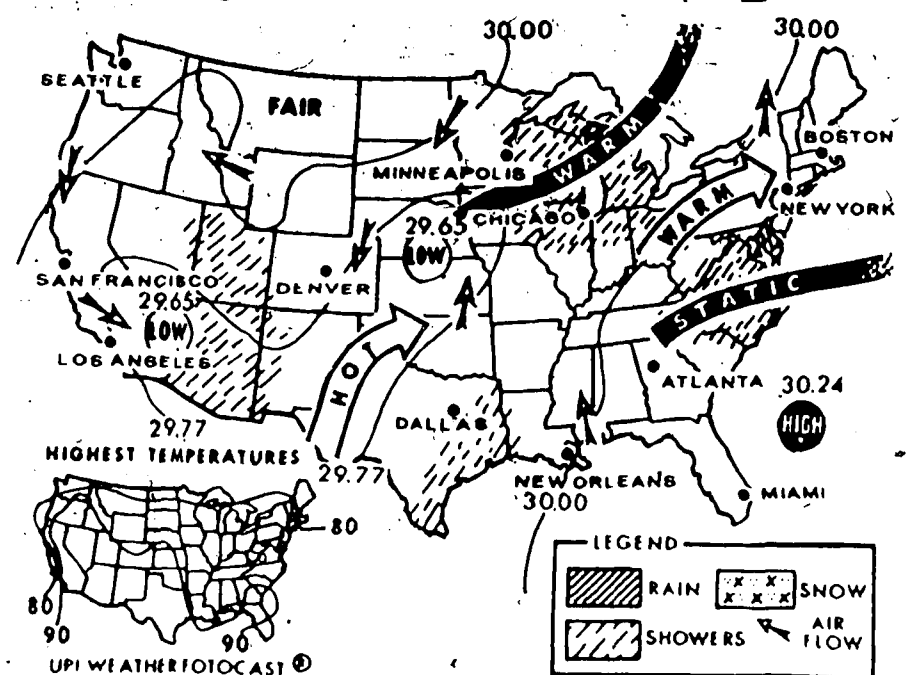 30.00
30.00
SEATTLE
FAIR
BOSTON
MINNEAPOLIS
WARM
WARM
NEW YORK
CHICAGO
29.65
LOW
SAN FRANCISCO
DENVER
29.65
LOW
STATIC
LOS ANGELES
HOT
ATLANTA
30.24
HIGH
DALLAS
29.77
HIGHEST TEMPERATURES
29.77
NEW ORLEANS
30.00
MIAMI
80
LEGEND
RAIN
SNOW
SHOWERS
AIR
FLOW
80
90
90
UPI WEATHER FOTOCAST ®